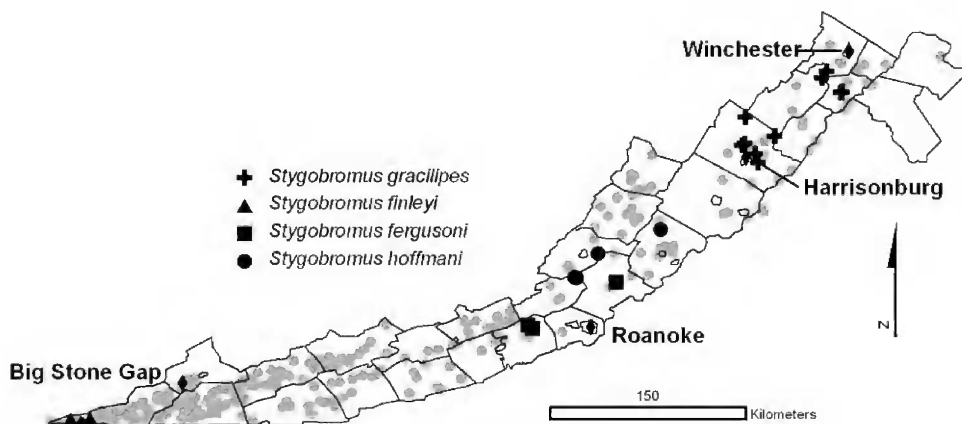 Winchester
Stygobromus gracilipes
Stygobromus finleyi
Stygobromus fergusoni
Stygobromus hoffmani
Harrisonburg
Roanoke
Big Stone Gap
N
150
Kilometers